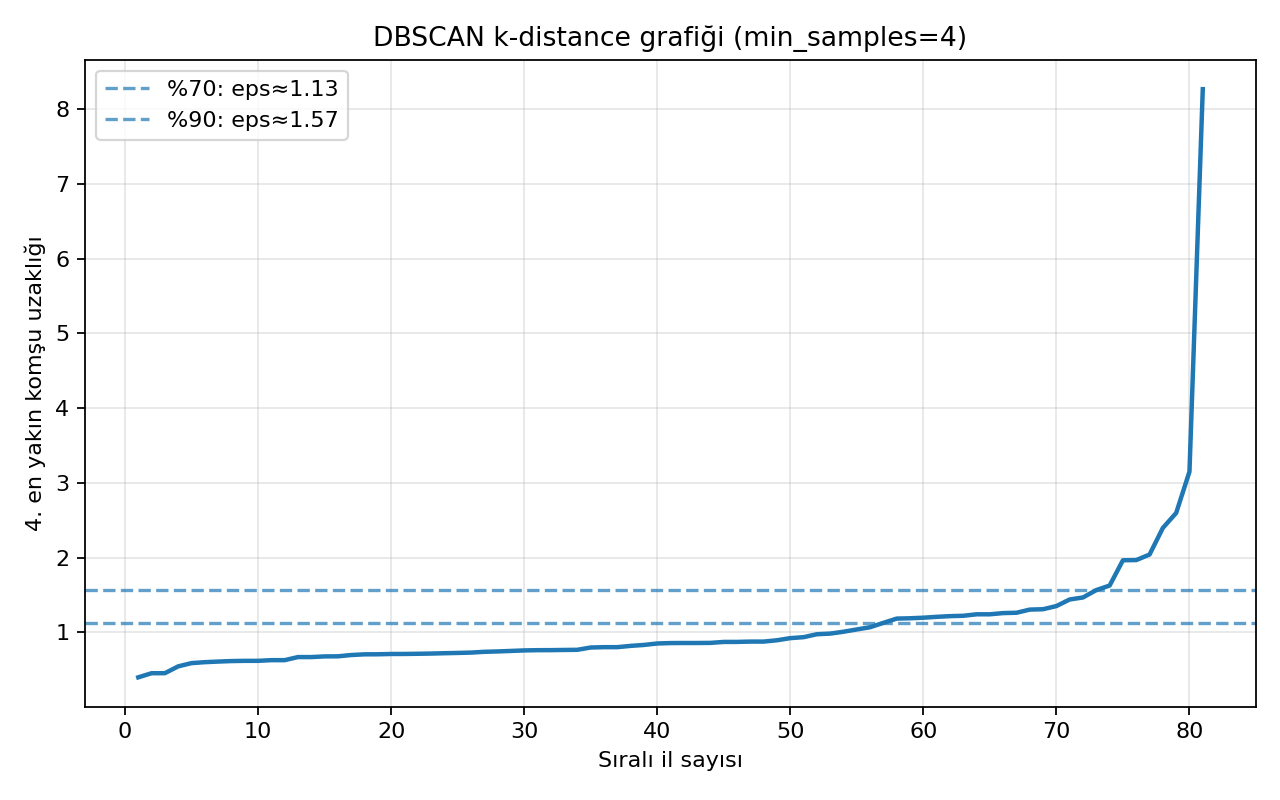 DBSCAN k-distance grafiği (min_samples=4)
%70: eps≈1.13
%90: eps≈1.57
8
7
6
5
4
3
2
1
4. en yakın komşu uzaklığı
0 10 20 30 40 50 60 70 80
Sıralı il sayısı